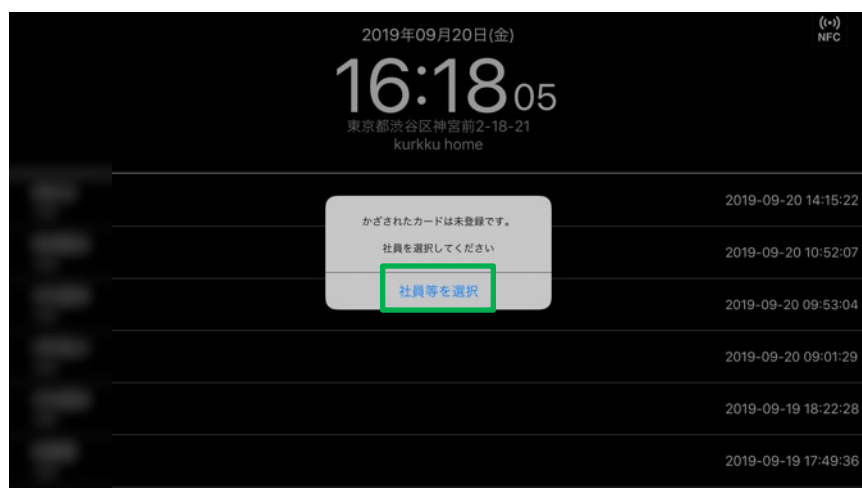 2019年09月20日(金)
NFC
16:18 05
東京都渋谷区神宮前2-18-21
kurkku home
2019-09-20 14:15:22
かざされたカードは未登録です。
社員を選択してください
2019-09-20 10:52:07
社員等を選択
2019-09-20 09:53:04
2019-09-20 09:01:29
2019-09-19 18:22:28
2019-09-19 17:49:36